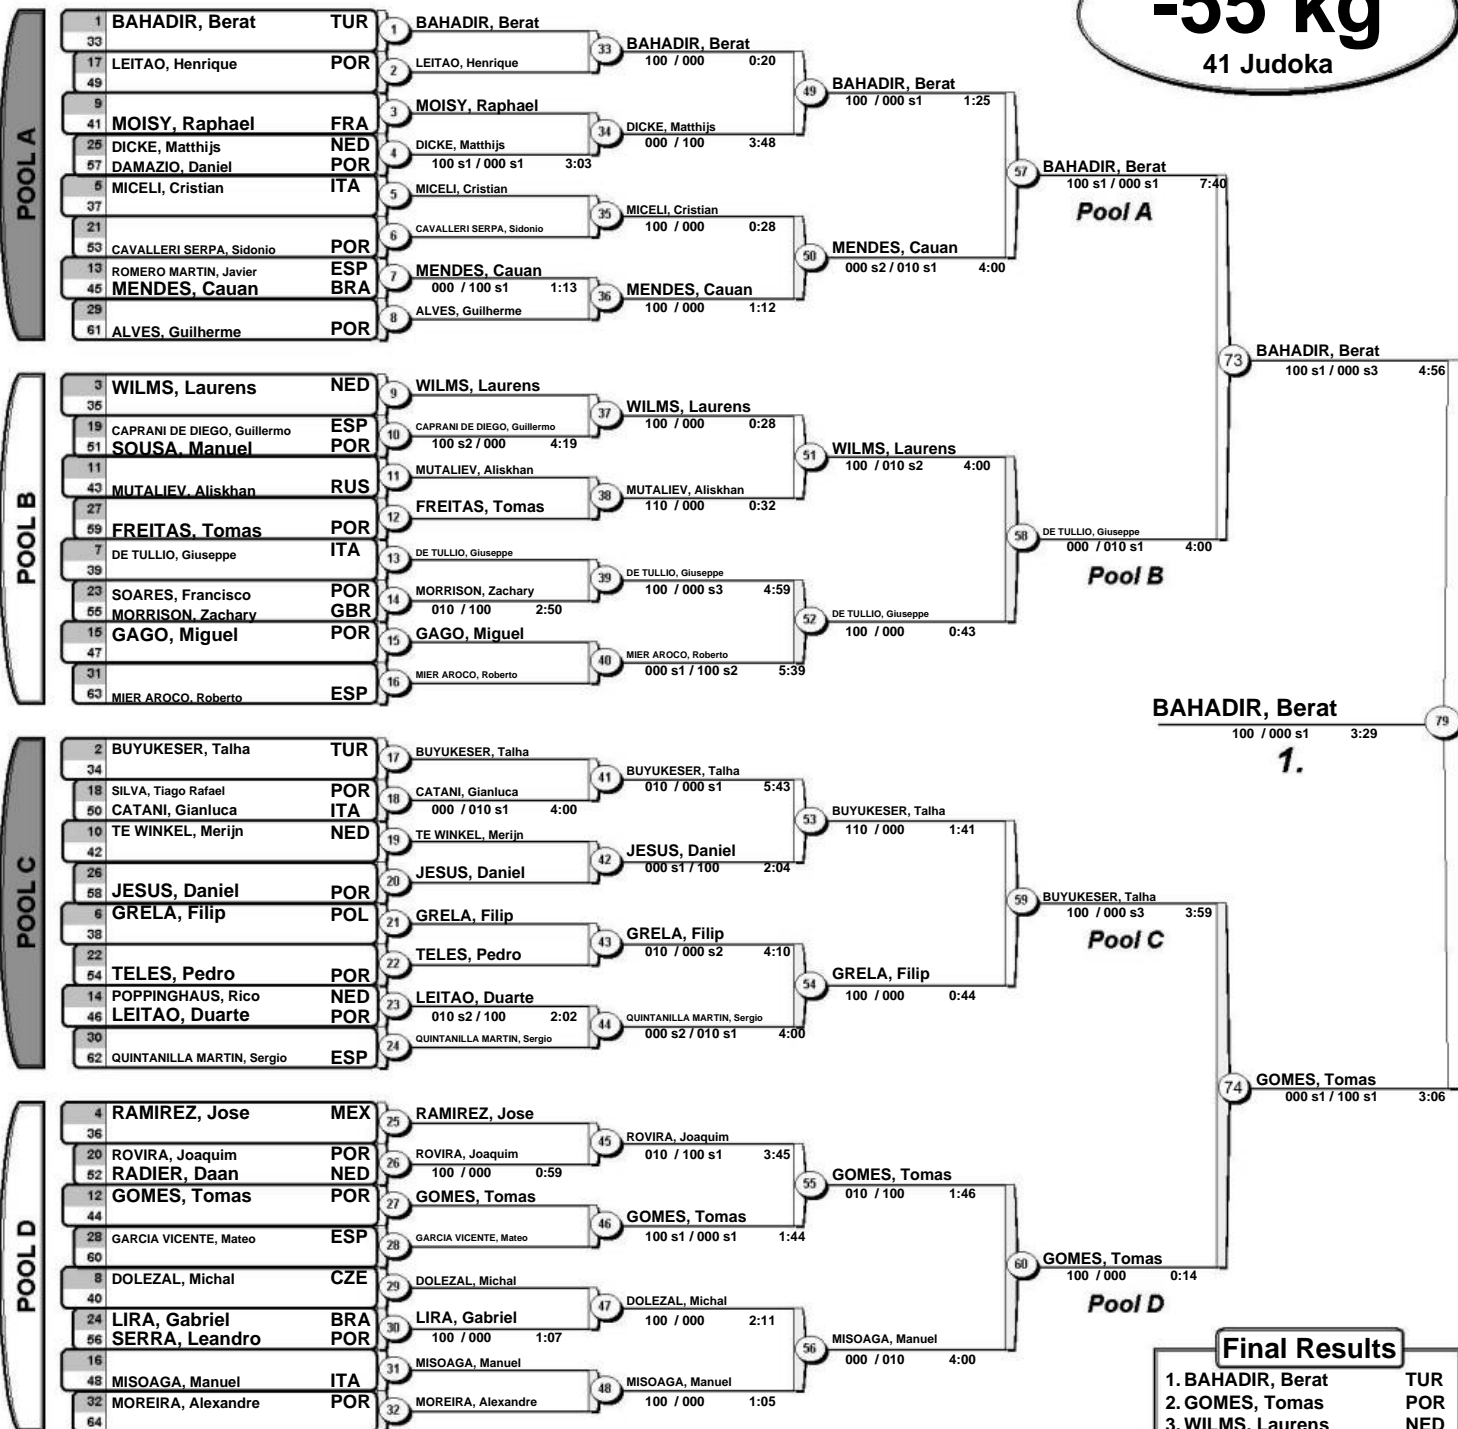 -55 kg
41 Judoka
POOL A
1 BAHADIR, Berat TUR
33
17 LEITAO, Henrique POR
49
9
41 MOISY, Raphael FRA
25 DICKE, Matthijs NED
57 DAMAZIO, Daniel POR
5 MICELI, Cristian ITA
37
21
53 CAVALLERI SERPA, Sidonio POR
13 ROMERO MARTIN, Javier ESP
45 MENDES, Cauan BRA
29
61 ALVES, Guilherme POR
1 BAHADIR, Berat
2 LEITAO, Henrique
3 MOISY, Raphael
4 DICKE, Matthijs
100 s1 / 000 s1 3:03
5 MICELI, Cristian
6 CAVALLERI SERPA, Sidonio
7 MENDES, Cauan
000 / 100 s1 1:13
8 ALVES, Guilherme
33 BAHADIR, Berat
100 / 000 0:20
34 DICKE, Matthijs
000 / 100 3:48
35 MICELI, Cristian
100 / 000 0:28
36 MENDES, Cauan
100 / 000 1:12
49 BAHADIR, Berat
100 / 000 s1 1:25
50 MENDES, Cauan
000 s2 / 010 s1 4:00
57 BAHADIR, Berat
100 s1 / 000 s1 7:40
Pool A
POOL B
3 WILMS, Laurens NED
35
19 CAPRANI DE DIEGO, Guillermo ESP
51 SOUSA, Manuel POR
11
43 MUTALIEV, Aliskhan RUS
27
59 FREITAS, Tomas POR
7 DE TULLIO, Giuseppe ITA
39
23 SOARES, Francisco POR
55 MORRISON, Zachary GBR
15 GAGO, Miguel POR
47
31
63 MIER AROCO, Roberto ESP
9 WILMS, Laurens
10 CAPRANI DE DIEGO, Guillermo
100 s2 / 000 4:19
11 MUTALIEV, Aliskhan
12 FREITAS, Tomas
13 DE TULLIO, Giuseppe
14 MORRISON, Zachary
010 / 100 2:50
15 GAGO, Miguel
16 MIER AROCO, Roberto
37 WILMS, Laurens
100 / 000 0:28
38 MUTALIEV, Aliskhan
110 / 000 0:32
39 DE TULLIO, Giuseppe
100 / 000 s3 4:59
40 MIER AROCO, Roberto
000 s1 / 100 s2 5:39
51 WILMS, Laurens
100 / 010 s2 4:00
52 DE TULLIO, Giuseppe
100 / 000 0:43
58 DE TULLIO, Giuseppe
000 / 010 s1 4:00
Pool B
73 BAHADIR, Berat
100 s1 / 000 s3 4:56
BAHADIR, Berat 79
100 / 000 s1 3:29
1.
POOL C
2 BUYUKESER, Talha TUR
34
18 SILVA, Tiago Rafael POR
50 CATANI, Gianluca ITA
10 TE WINKEL, Merijn NED
42
26
58 JESUS, Daniel POR
6 GRELA, Filip POL
38
22
54 TELES, Pedro POR
14 POPPINGHAUS, Rico NED
46 LEITAO, Duarte POR
30
62 QUINTANILLA MARTIN, Sergio ESP
17 BUYUKESER, Talha
18 CATANI, Gianluca
000 / 010 s1 4:00
19 TE WINKEL, Merijn
20 JESUS, Daniel
21 GRELA, Filip
22 TELES, Pedro
23 LEITAO, Duarte
010 s2 / 100 2:02
24 QUINTANILLA MARTIN, Sergio
41 BUYUKESER, Talha
010 / 000 s1 5:43
42 JESUS, Daniel
000 s1 / 100 2:04
43 GRELA, Filip
010 / 000 s2 4:10
44 QUINTANILLA MARTIN, Sergio
000 s2 / 010 s1 4:00
53 BUYUKESER, Talha
110 / 000 1:41
54 GRELA, Filip
100 / 000 0:44
59 BUYUKESER, Talha
100 / 000 s3 3:59
Pool C
POOL D
4 RAMIREZ, Jose MEX
36
20 ROVIRA, Joaquim POR
52 RADIER, Daan NED
12 GOMES, Tomas POR
44
28 GARCIA VICENTE, Mateo ESP
60
8 DOLEZAL, Michal CZE
40
24 LIRA, Gabriel BRA
56 SERRA, Leandro POR
16
48 MISOAGA, Manuel ITA
32 MOREIRA, Alexandre POR
64
25 RAMIREZ, Jose
26 ROVIRA, Joaquim
100 / 000 0:59
27 GOMES, Tomas
28 GARCIA VICENTE, Mateo
29 DOLEZAL, Michal
30 LIRA, Gabriel
100 / 000 1:07
31 MISOAGA, Manuel
32 MOREIRA, Alexandre
45 ROVIRA, Joaquim
010 / 100 s1 3:45
46 GOMES, Tomas
100 s1 / 000 s1 1:44
47 DOLEZAL, Michal
100 / 000 2:11
48 MISOAGA, Manuel
100 / 000 1:05
55 GOMES, Tomas
010 / 100 1:46
56 MISOAGA, Manuel
000 / 010 4:00
60 GOMES, Tomas
100 / 000 0:14
Pool D
74 GOMES, Tomas
000 s1 / 100 s1 3:06
Final Results
1. BAHADIR, Berat TUR
2. GOMES, Tomas POR
3. WILMS, Laurens NED